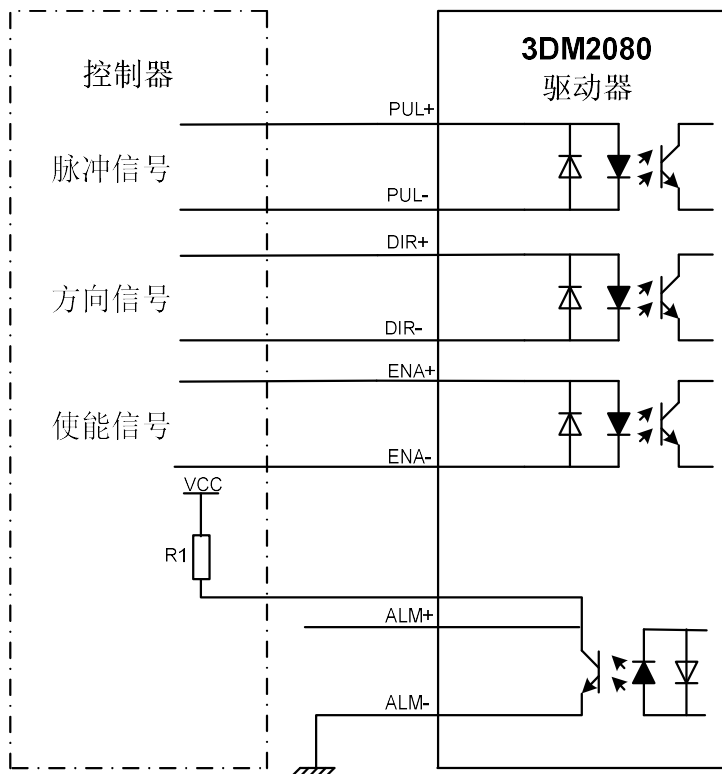 控制器
3DM2080
驱动器
PUL+
脉冲信号
PUL-
DIR+
方向信号
DIR-
ENA+
使能信号
ENA-
VCC
R1
ALM+
ALM-